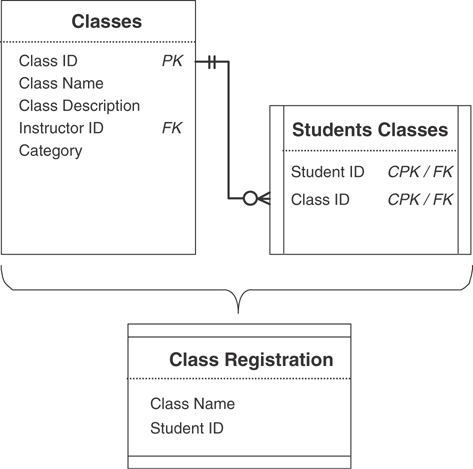 Classes
Class ID PK
Class Name
Class Description
Instructor ID FK
Category
Students Classes
Student ID CPK / FK
Class ID CPK / FK
Class Registration
Class Name
Student ID